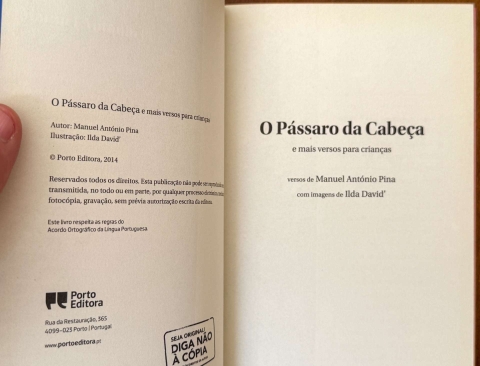 O Pássaro da Cabeça e mais versos para crianças
Autor: Manuel António Pina
Ilustração: Ilda David'
© Porto Editora, 2014
Reservados todos os direitos. Esta publicação não pode ser
transmitida, no todo ou em parte, por qualquer processo
fotocópia, gravação, sem prévia autorização escrita da editora.
Este livro respeita as regras do
Acordo Ortográfico da Língua Portuguesa
Porto
Editora
Rua da Restauração, 365
4099-023 Porto | Portugal
www.portoeditora.pt
SEJA ORIGINAL!
DIGA NÃO
À CÓPIA
O Pássaro da Cabeça
e mais versos para crianças
versos de Manuel António Pina
com imagens de Ilda David'